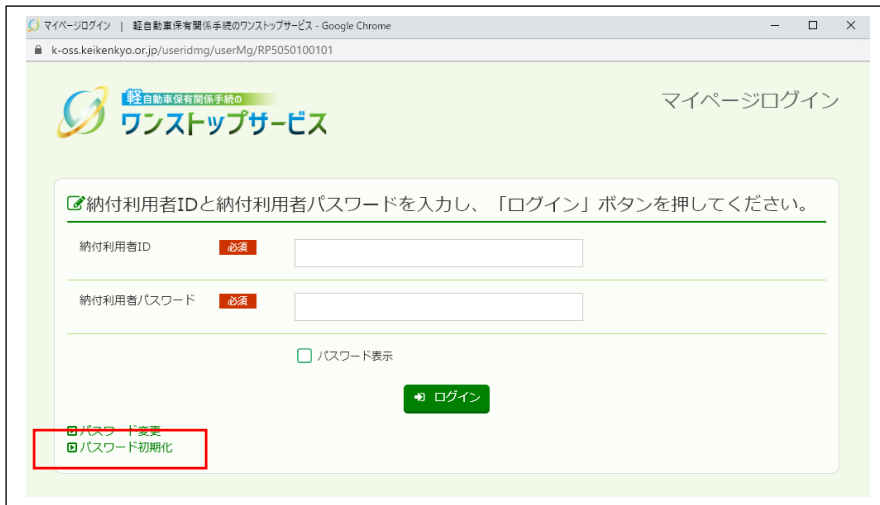 マイページログイン | 軽自動車保有関係手続のワンストップサービス - Google Chrome
k-oss.keikenkyo.or.jp/useridmg/userMg/RP5050100101
軽自動車保有関係手続の
ワンストップサービス
マイページログイン
納付利用者IDと納付利用者パスワードを入力し、「ログイン」ボタンを押してください。
納付利用者ID 必須
納付利用者パスワード 必須
パスワード表示
ログイン
パスワード変更
パスワード初期化